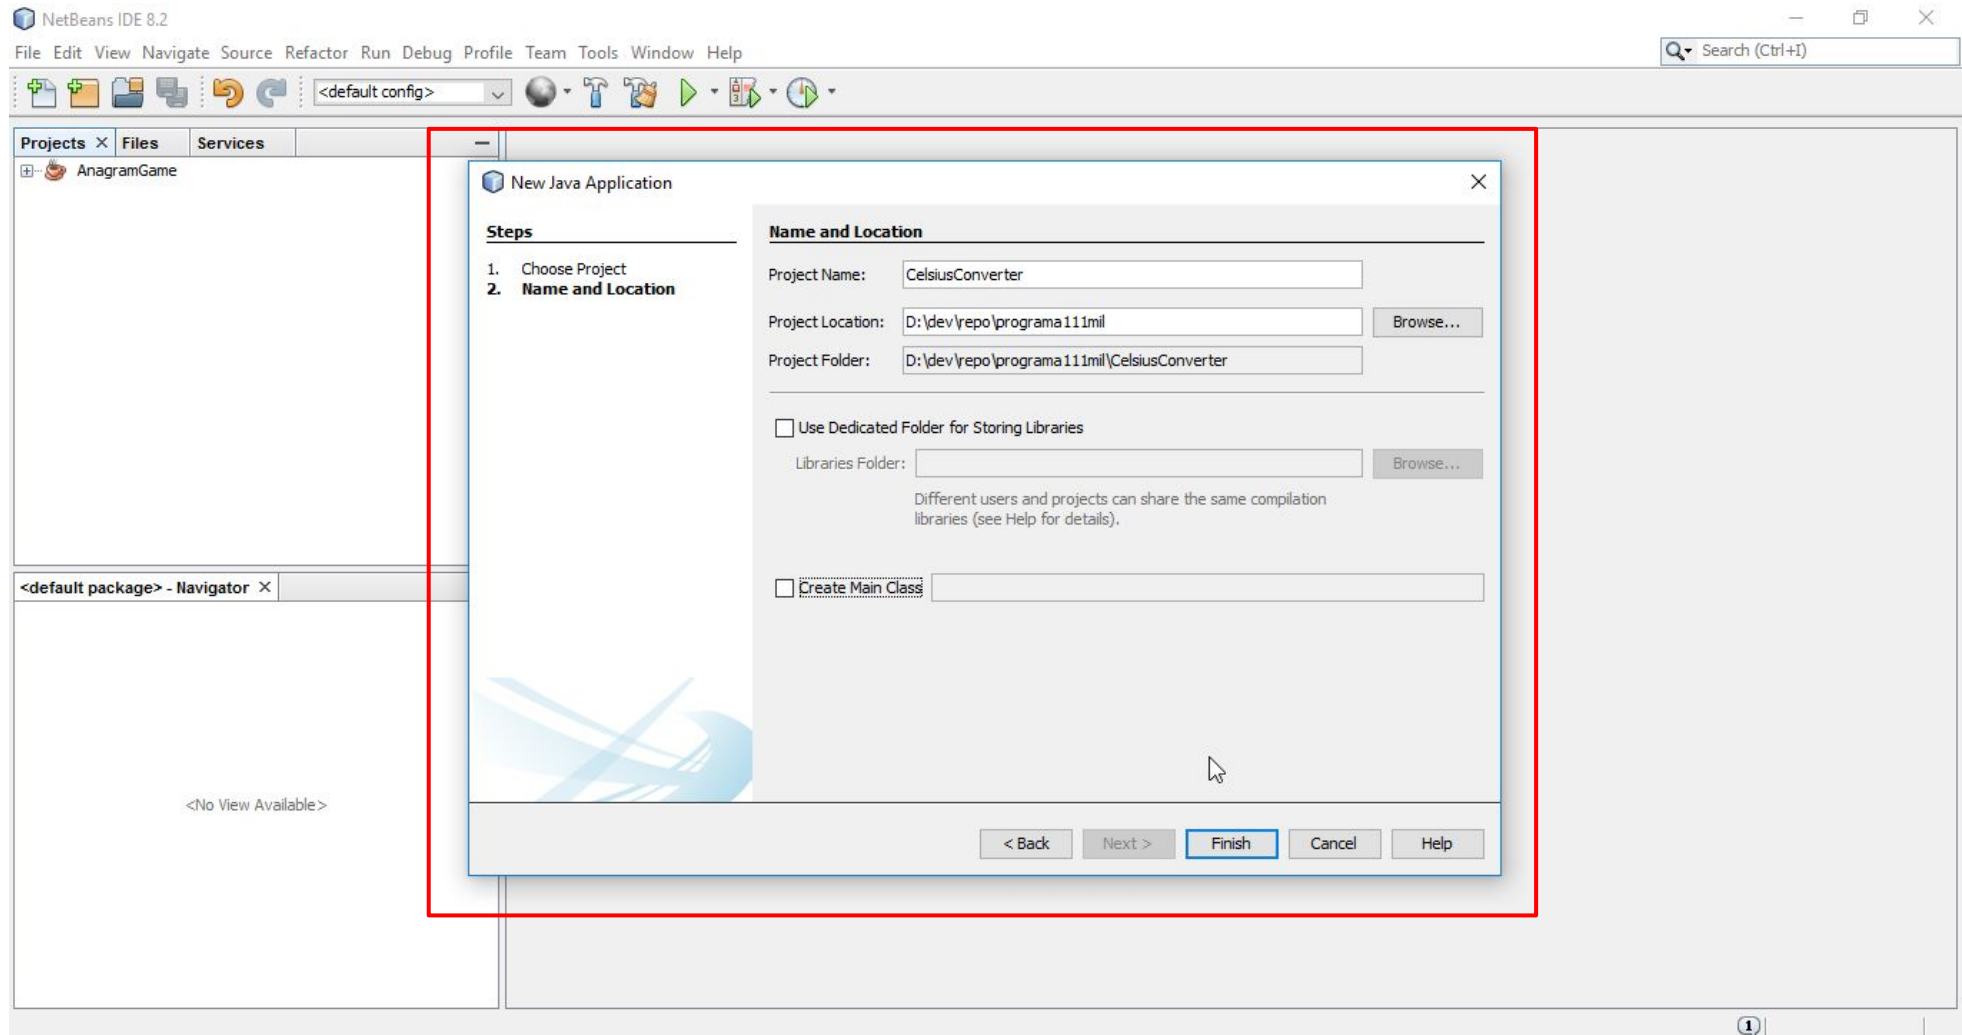 NetBeans IDE 8.2
File Edit View Navigate Source Refactor Run Debug Profile Team Tools Window Help
Search (Ctrl+I)
<default config>
Projects Files Services
AnagramGame
New Java Application
Steps
1. Choose Project
2. Name and Location
Name and Location
Project Name: CelsiusConverter
Project Location: D:\dev\repo\programa111mil Browse...
Project Folder: D:\dev\repo\programa111mil\CelsiusConverter
Use Dedicated Folder for Storing Libraries
Libraries Folder: Browse...
Different users and projects can share the same compilation
libraries (see Help for details).
Create Main Class
<default package> - Navigator
<No View Available>
< Back Next > Finish Cancel Help
1